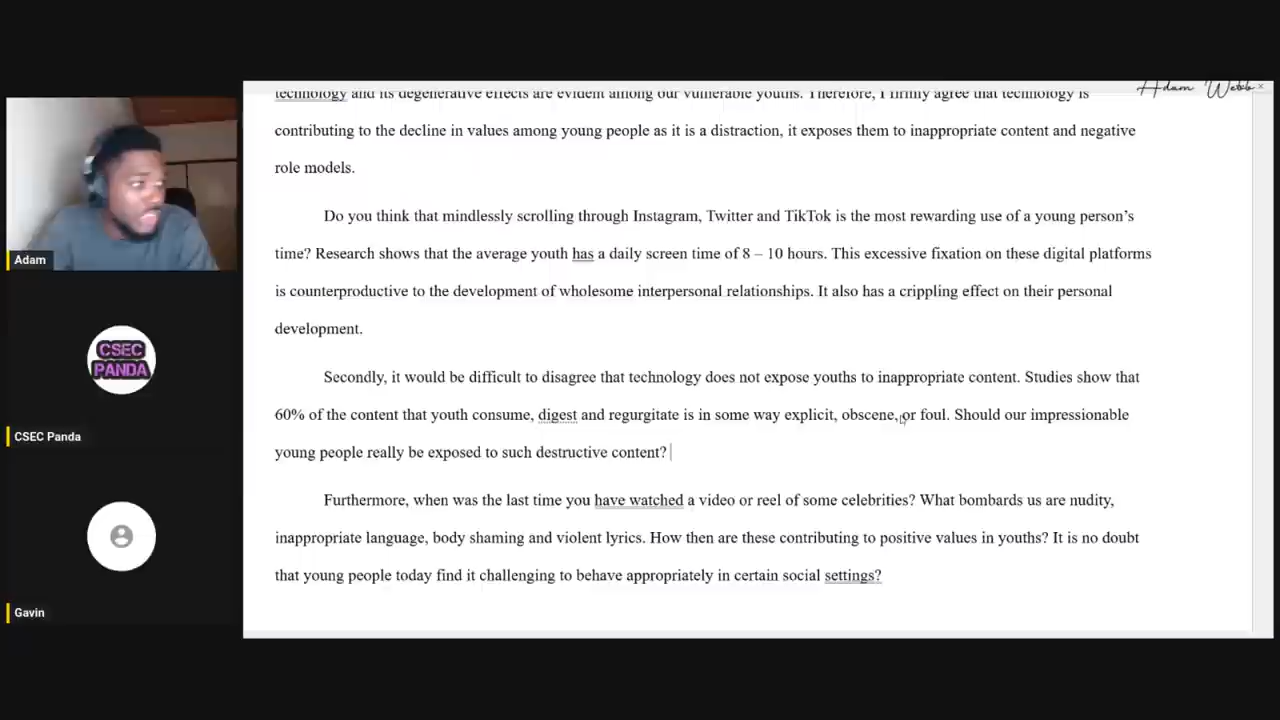 Adam Webb
technology and its degenerative effects are evident among our vulnerable youths. Therefore, I firmly agree that technology is
contributing to the decline in values among young people as it is a distraction, it exposes them to inappropriate content and negative
role models.
Do you think that mindlessly scrolling through Instagram, Twitter and TikTok is the most rewarding use of a young person's
time? Research shows that the average youth has a daily screen time of 8 – 10 hours. This excessive fixation on these digital platforms
is counterproductive to the development of wholesome interpersonal relationships. It also has a crippling effect on their personal
development.
Secondly, it would be difficult to disagree that technology does not expose youths to inappropriate content. Studies show that
60% of the content that youth consume, digest and regurgitate is in some way explicit, obscene, or foul. Should our impressionable
young people really be exposed to such destructive content?
Furthermore, when was the last time you have watched a video or reel of some celebrities? What bombards us are nudity,
inappropriate language, body shaming and violent lyrics. How then are these contributing to positive values in youths? It is no doubt
that young people today find it challenging to behave appropriately in certain social settings?
Adam
CSEC
PANDA
CSEC Panda
Gavin